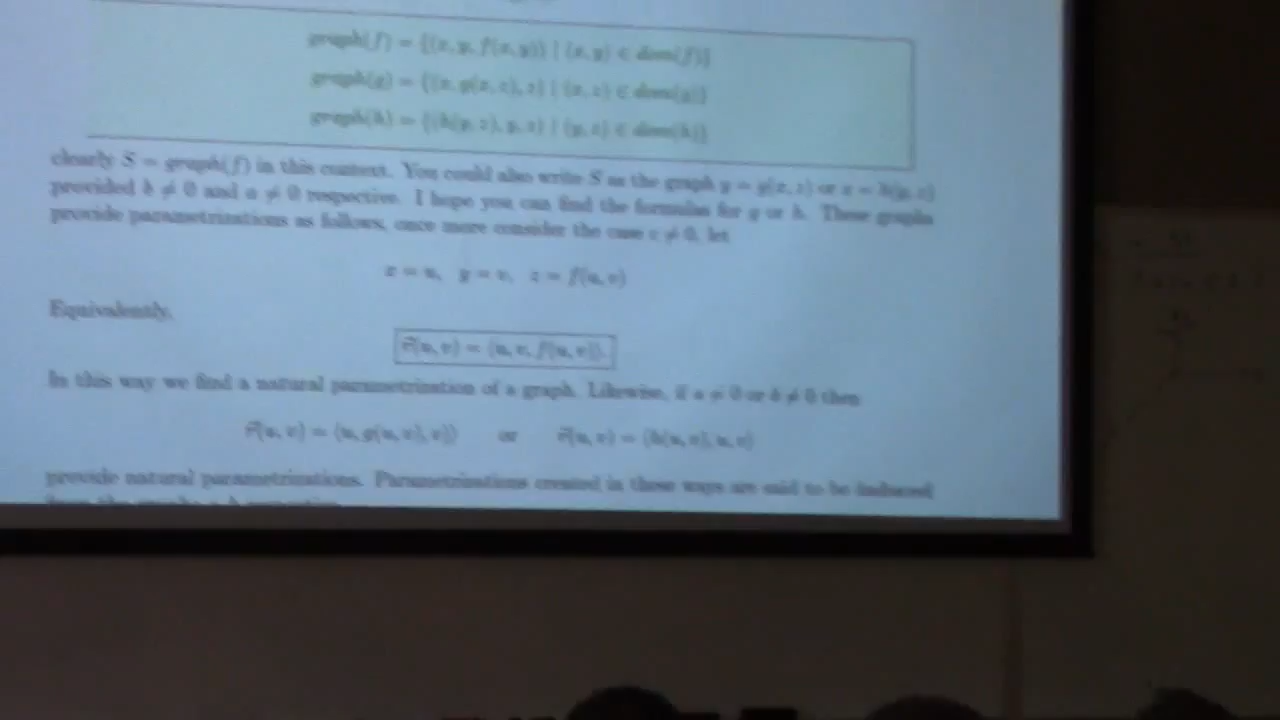 graph(f) = {(x, y, f(x, y)) | (x, y) ∈ dom(f)}
graph(g) = {(x, g(x, z), z) | (x, z) ∈ dom(g)}
graph(h) = {(h(y, z), y, z) | (y, z) ∈ dom(h)}
clearly S = graph(f) in this context. You could also write S as the graph y = g(x, z) or x = h(y, z)
provided b ≠ 0 and a ≠ 0 respective. I hope you can find the formulas for g or h. These graphs
provide parametrizations as follows, once more consider the case c ≠ 0, let
x = u, y = v, z = f(u, v)
Equivalently,
r⃗(u, v) = ⟨u, v, f(u, v)⟩.
In this way we find a natural parametrization of a graph. Likewise, if a ≠ 0 or b ≠ 0 then
r⃗(u, v) = ⟨u, g(u, v), v)⟩ or r⃗(u, v) = ⟨h(u, v), u, v⟩
provide natural parametrizations. Parametrizations created in these ways are said to be induced